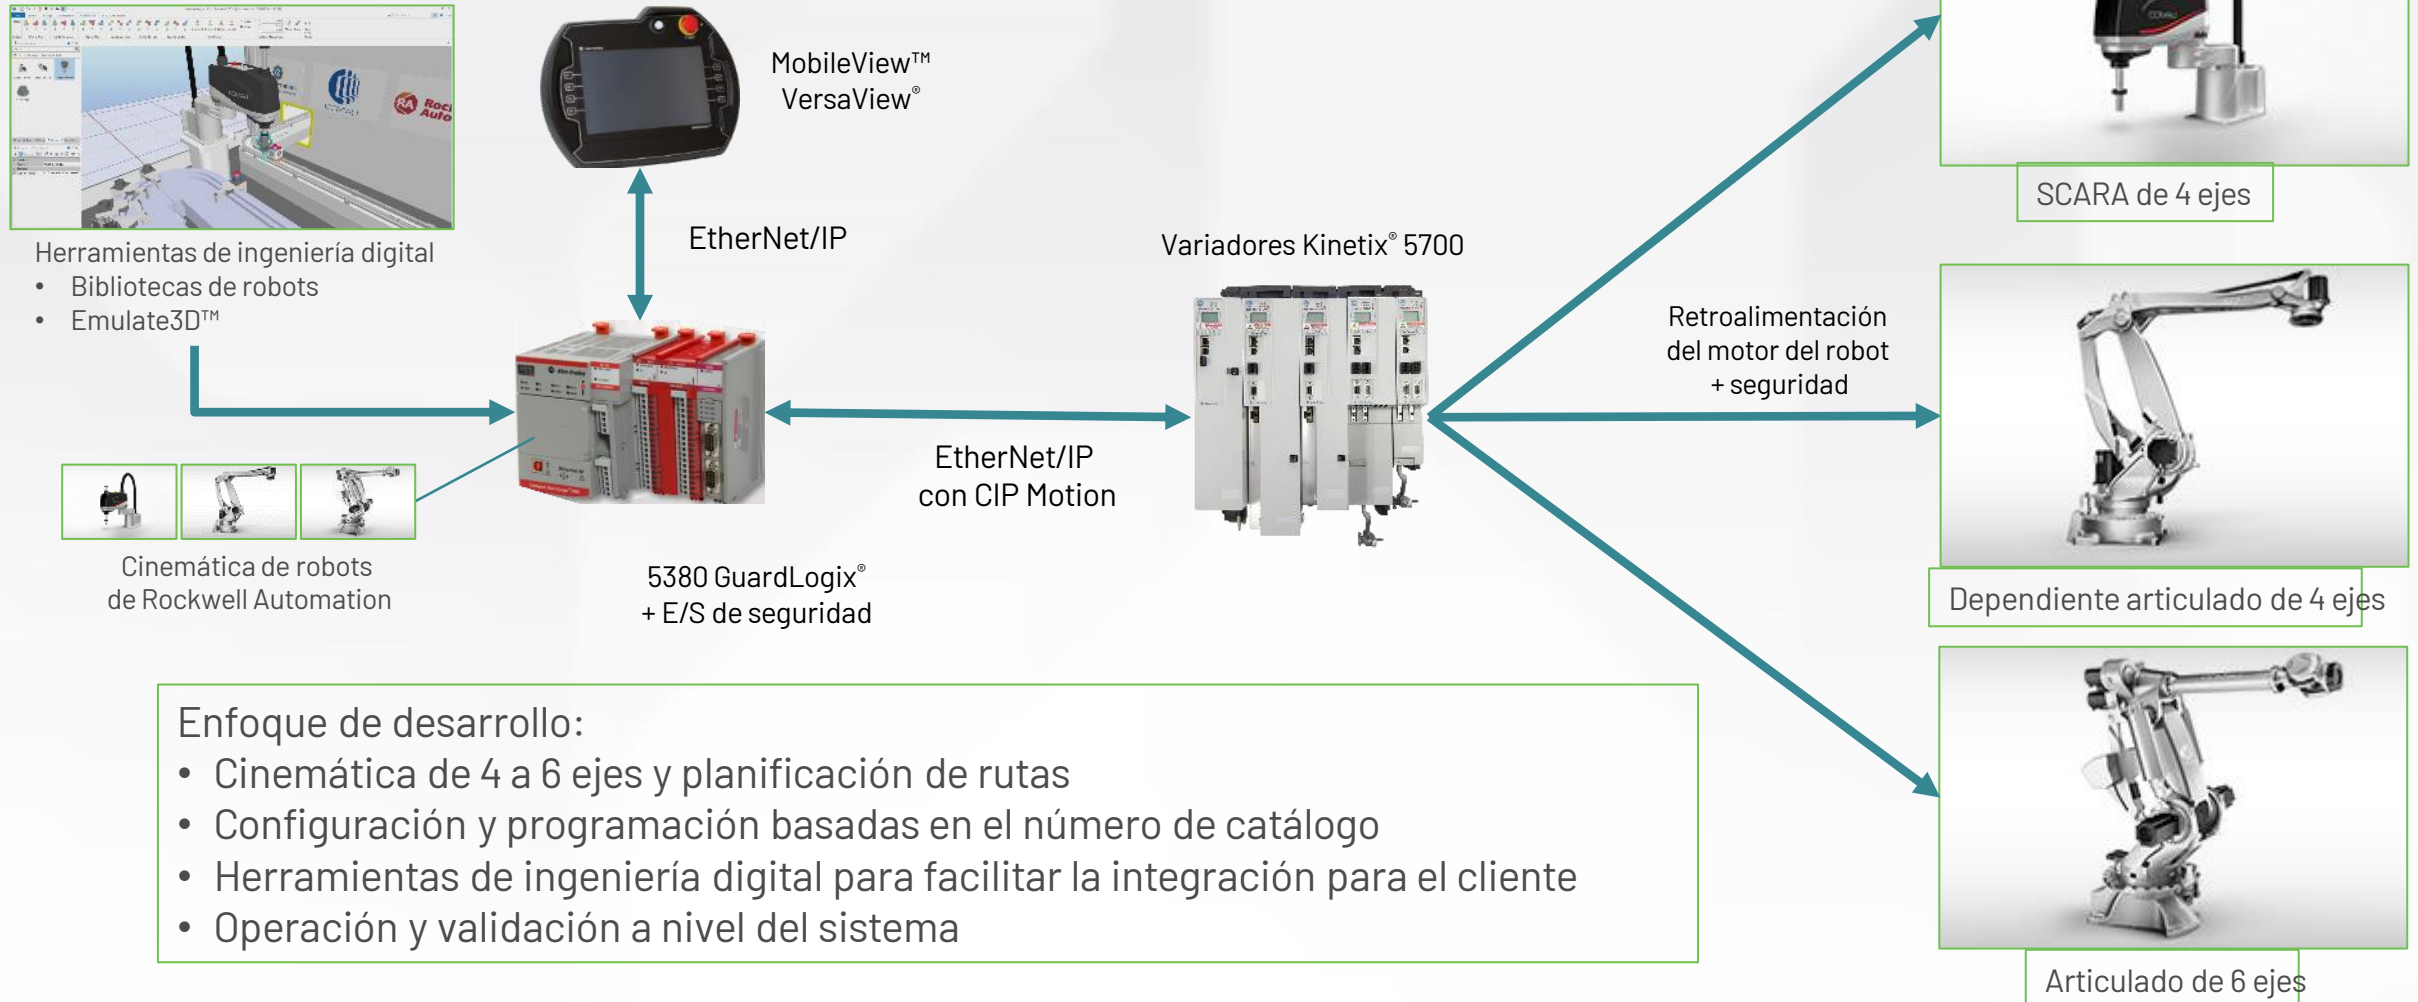 MobileView™
VersaView®
EtherNet/IP
Herramientas de ingeniería digital
• Bibliotecas de robots
• Emulate3D™
Cinemática de robots
de Rockwell Automation
5380 GuardLogix®
+ E/S de seguridad
EtherNet/IP
con CIP Motion
Variadores Kinetix® 5700
Retroalimentación
del motor del robot
+ seguridad
SCARA de 4 ejes
Dependiente articulado de 4 ejes
Articulado de 6 ejes
Enfoque de desarrollo:
• Cinemática de 4 a 6 ejes y planificación de rutas
• Configuración y programación basadas en el número de catálogo
• Herramientas de ingeniería digital para facilitar la integración para el cliente
• Operación y validación a nivel del sistema